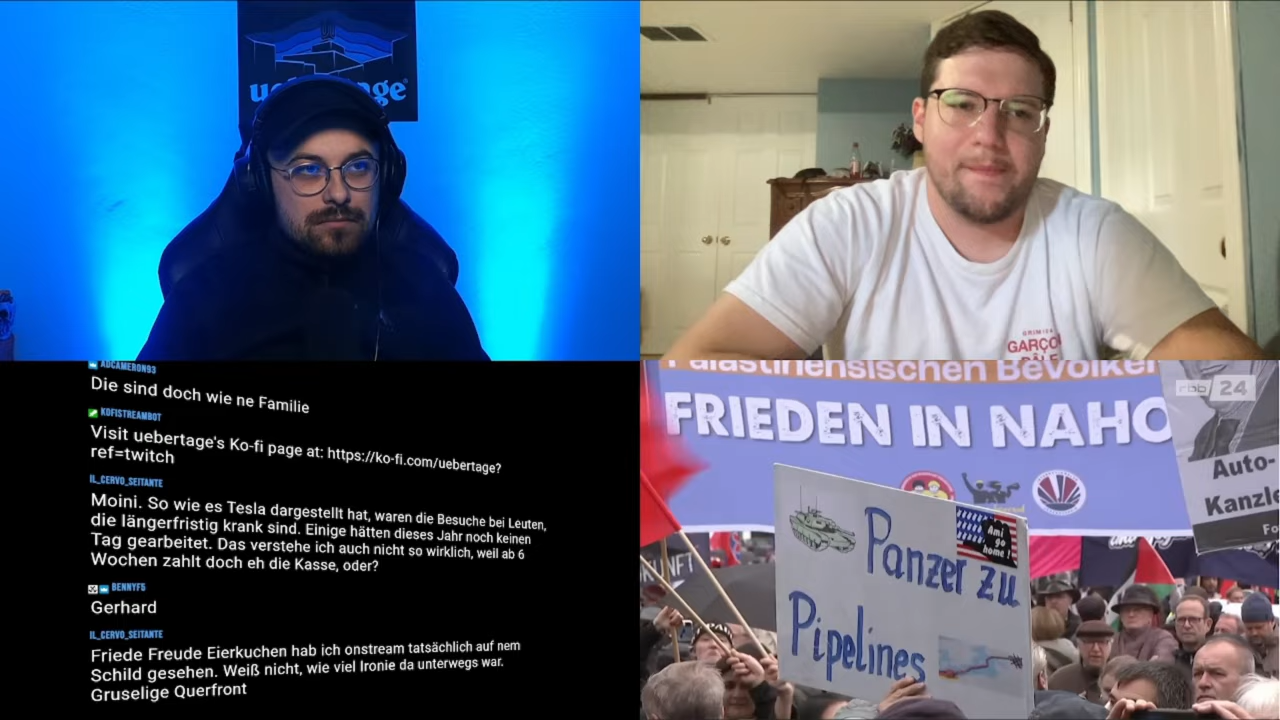 GARÇO
ADCAMERON93
Die sind doch wie ne Familie
KOFISTREAMBOT
Visit uebertage's Ko-fi page at: https://ko-fi.com/uebertage?
ref=twitch
IL_CERVO_SEITANTE
Moini. So wie es Tesla dargestellt hat, waren die Besuche bei Leuten,
die längerfristig krank sind. Einige hätten dieses Jahr noch keinen
Tag gearbeitet. Das verstehe ich auch nicht so wirklich, weil ab 6
Wochen zahlt doch eh die Kasse, oder?
BENNYF5
Gerhard
IL_CERVO_SEITANTE
Friede Freude Eierkuchen hab ich onstream tatsächlich auf nem
Schild gesehen. Weiß nicht, wie viel Ironie da unterwegs war.
Gruselige Querfront
Palästinensischen Bevölker
FRIEDEN IN NAHO
rbb 24
Auto-
Kanzle
Ami
go
home!
Panzer zu
Pipelines